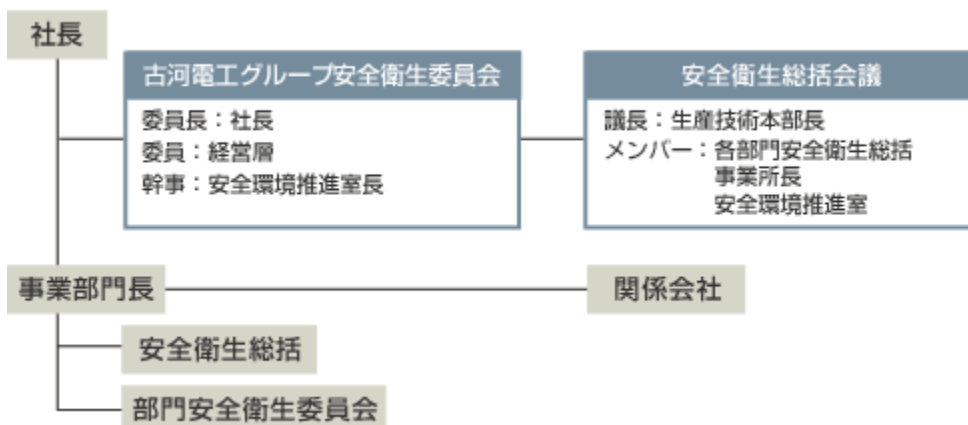 社長
古河電工グループ安全衛生委員会
委員長：社長
委員：経営層
幹事：安全環境推進室長
安全衛生総括会議
議長：生産技術本部長
メンバー：各部門安全衛生総括
事業所長
安全環境推進室
事業部門長
関係会社
安全衛生総括
部門安全衛生委員会